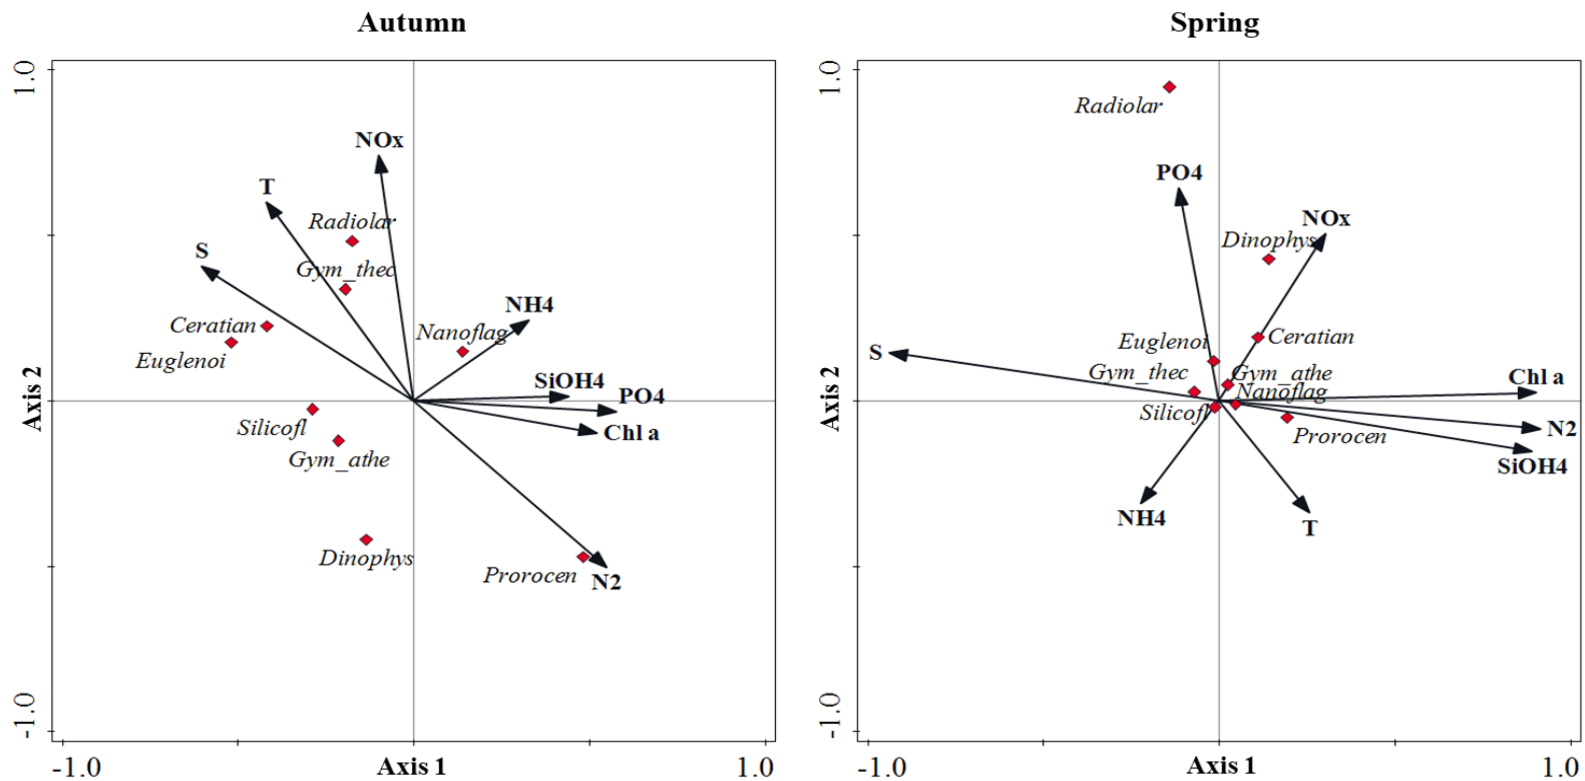 Autumn
1.0
NOx
T
Radiolar
S
Gym_thec
NH4
Ceratian
Nanoflag
Euglenoi
SiOH4
PO4
Axis 2
Silicofl
Chl a
Gym_athe
Dinophys
Prorocen
N2
-1.0
-1.0
Axis 1
1.0
Spring
1.0
Radiolar
PO4
NOx
Dinophys
Euglenoi
Ceratian
S
Gym_thec
Gym_athe
Chl a
Nanoflag
Axis 2
Silicofl
Prorocen
N2
SiOH4
NH4
T
-1.0
-1.0
Axis 1
1.0